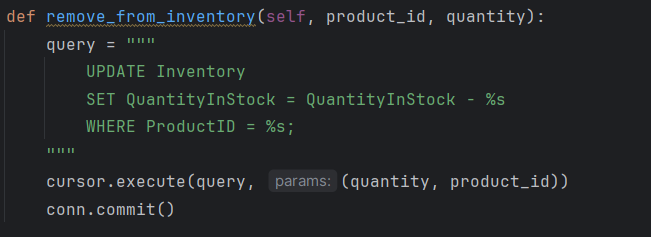 def remove_from_inventory(self, product_id, quantity):
    query = """
        UPDATE Inventory
        SET QuantityInStock = QuantityInStock - %s
        WHERE ProductID = %s;
    """
    cursor.execute(query, params: (quantity, product_id))
    conn.commit()